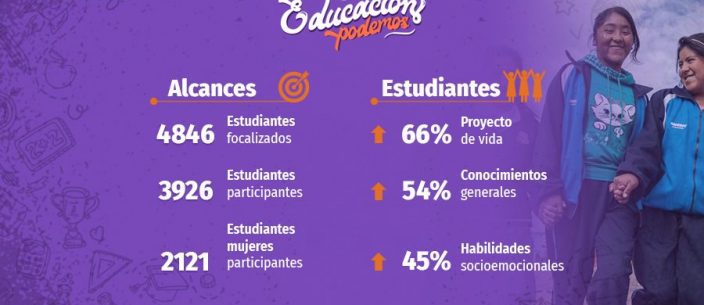 Educación
podemos
Alcances
4846
Estudiantes
focalizados
3926
Estudiantes
participantes
2121
Estudiantes
mujeres
participantes
Estudiantes
66%
Proyecto
de vida
54%
Conocimientos
generales
45%
Habilidades
socioemocionales